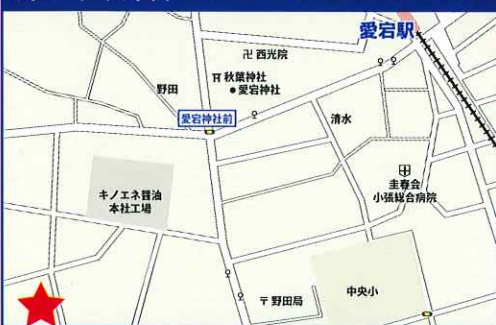 愛宕駅
卍 西光院
秋葉神社
愛宕神社
野田
愛宕神社前
清水
圭春会
小張総合病院
キノエネ醤油
本社工場
〒野田局
中央小